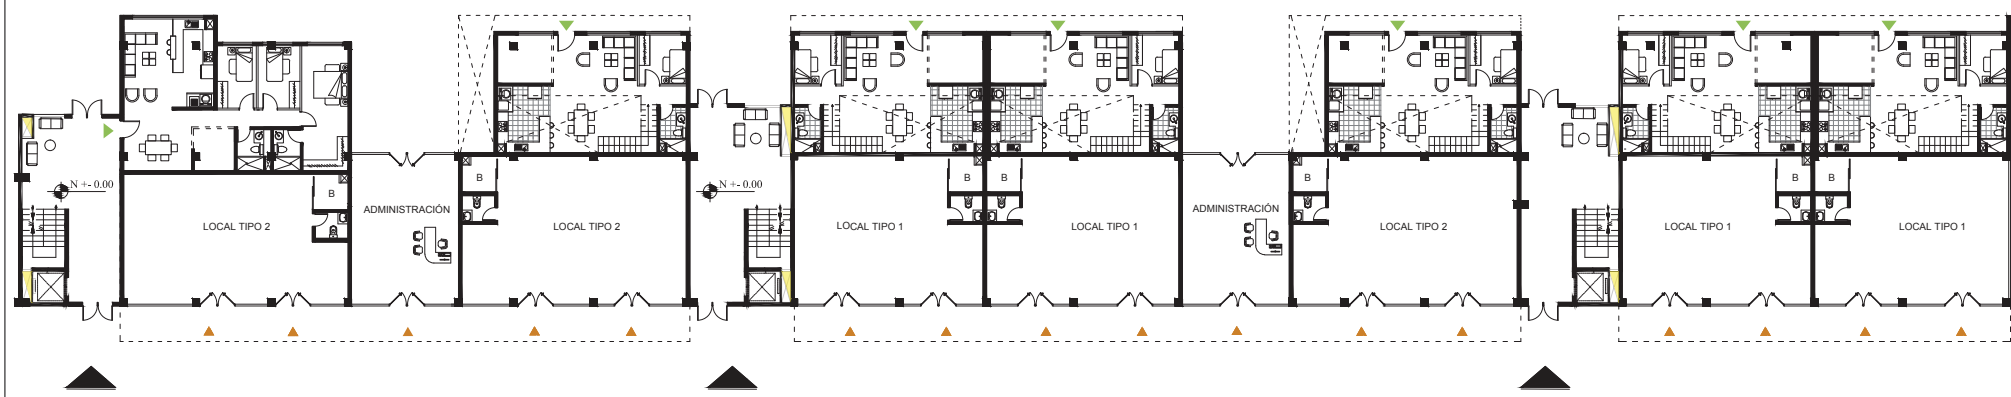 N +- 0.00
B
LOCAL TIPO 2
ADMINISTRACIÓN
B
LOCAL TIPO 2
N +- 0.00
LOCAL TIPO 1
B
B
LOCAL TIPO 1
ADMINISTRACIÓN
B
LOCAL TIPO 2
LOCAL TIPO 1
B
B
LOCAL TIPO 1